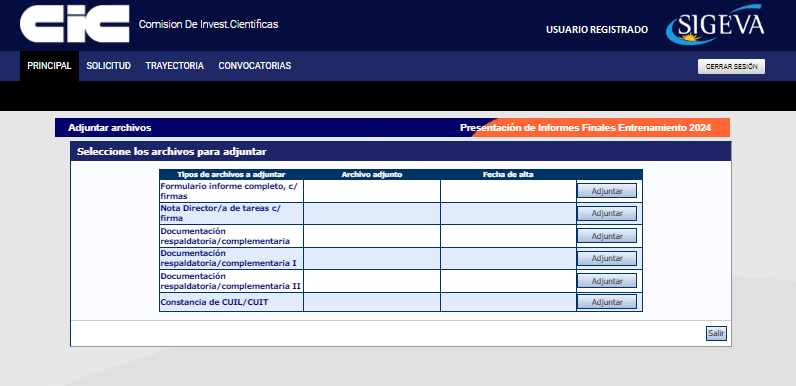 CIC
Comision De Invest.Cientificas
USUARIO REGISTRADO
SIGEVA
PRINCIPAL SOLICITUD TRAYECTORIA CONVOCATORIAS
CERRAR SESIÓN
Adjuntar archivos
Presentación de Informes Finales Entrenamiento 2024
Seleccione los archivos para adjuntar
Tipos de archivos a adjuntar Archivo adjunto Fecha de alta
Formulario informe completo, c/
firmas
Adjuntar
Nota Director/a de tareas c/
firma
Adjuntar
Documentación
respaldatoria/complementaria
Adjuntar
Documentación
respaldatoria/complementaria I
Adjuntar
Documentación
respaldatoria/complementaria II
Adjuntar
Constancia de CUIL/CUIT
Adjuntar
Salir